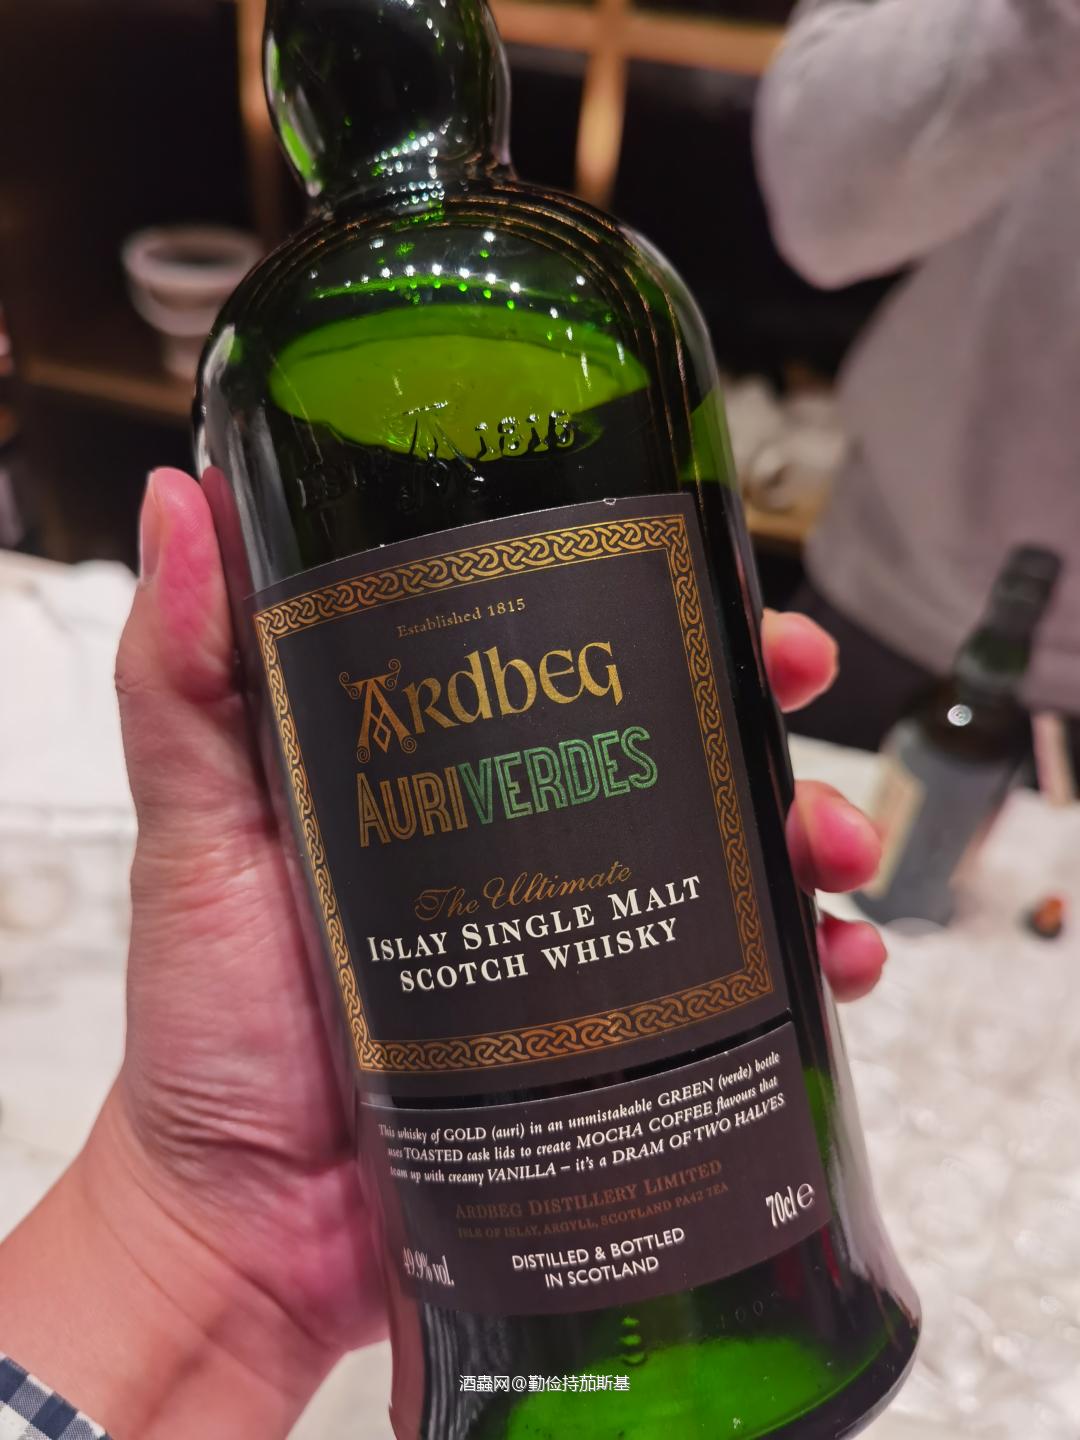 1815
Established 1815
ARdbEG
AURIVERDES
The Ultimate
ISLAY SINGLE MALT
SCOTCH WHISKY
This whisky of GOLD (auri) in an unmistakable GREEN (verde) bottle
uses TOASTED cask lids to create MOCHA COFFEE flavours that
team up with creamy VANILLA – it's a DRAM OF TWO HALVES
ARDBEG DISTILLERY LIMITED
ISLE OF ISLAY, ARGYLL, SCOTLAND PA42 7EA
70cl e
49.9% vol.
DISTILLED & BOTTLED
IN SCOTLAND
酒蟲网@勤俭持茄斯基